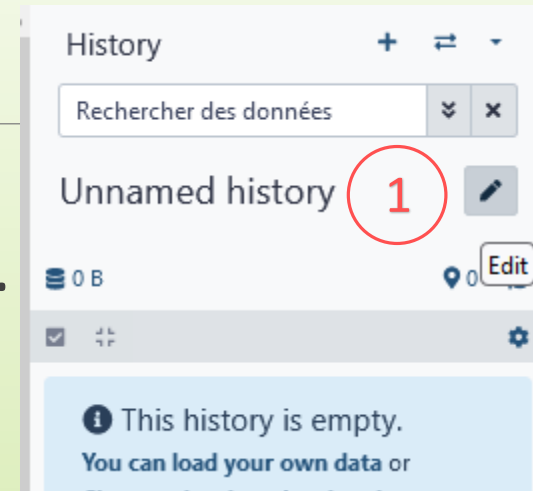 History
Rechercher des données
Unnamed history
1
Edit
0 B
0
This history is empty.
You can load your own data or